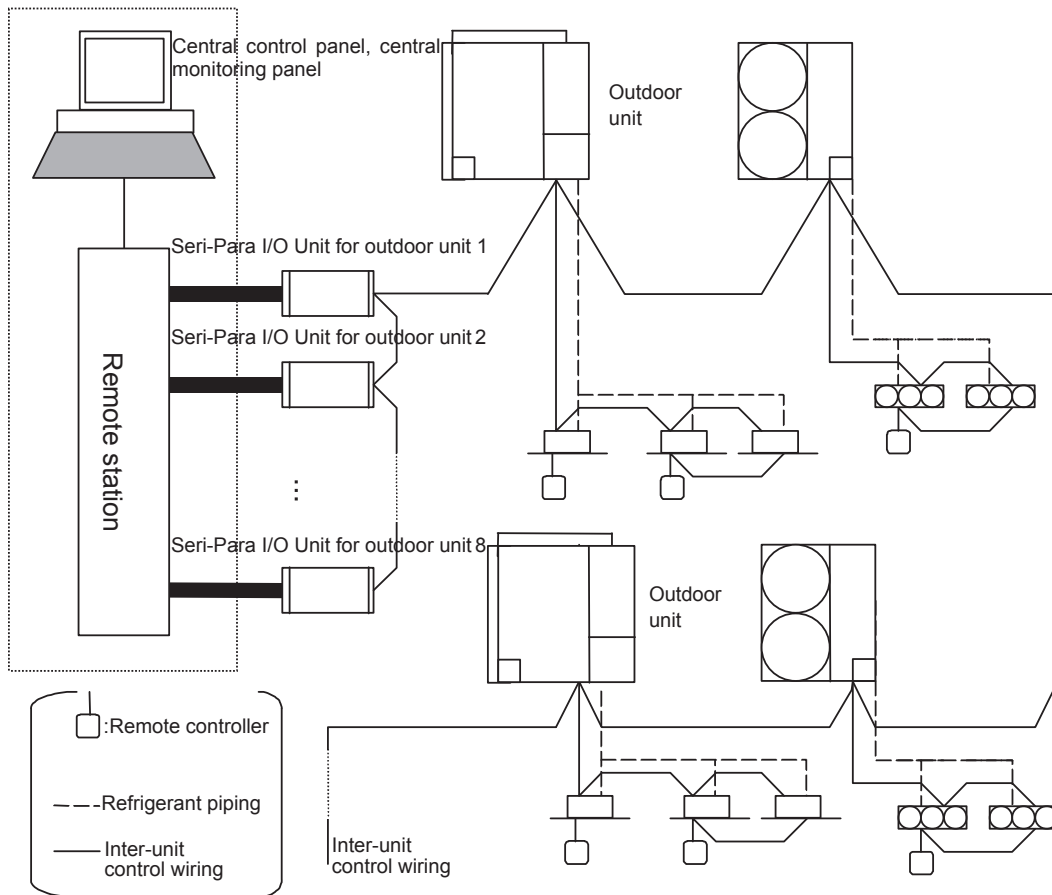 Central control panel, central
monitoring panel
Outdoor
unit
Seri-Para I/O Unit for outdoor unit 1
Seri-Para I/O Unit for outdoor unit 2
Remote station
...
Seri-Para I/O Unit for outdoor unit 8
Outdoor
unit
:Remote controller
Refrigerant piping
Inter-unit
control wiring
Inter-unit
control wiring